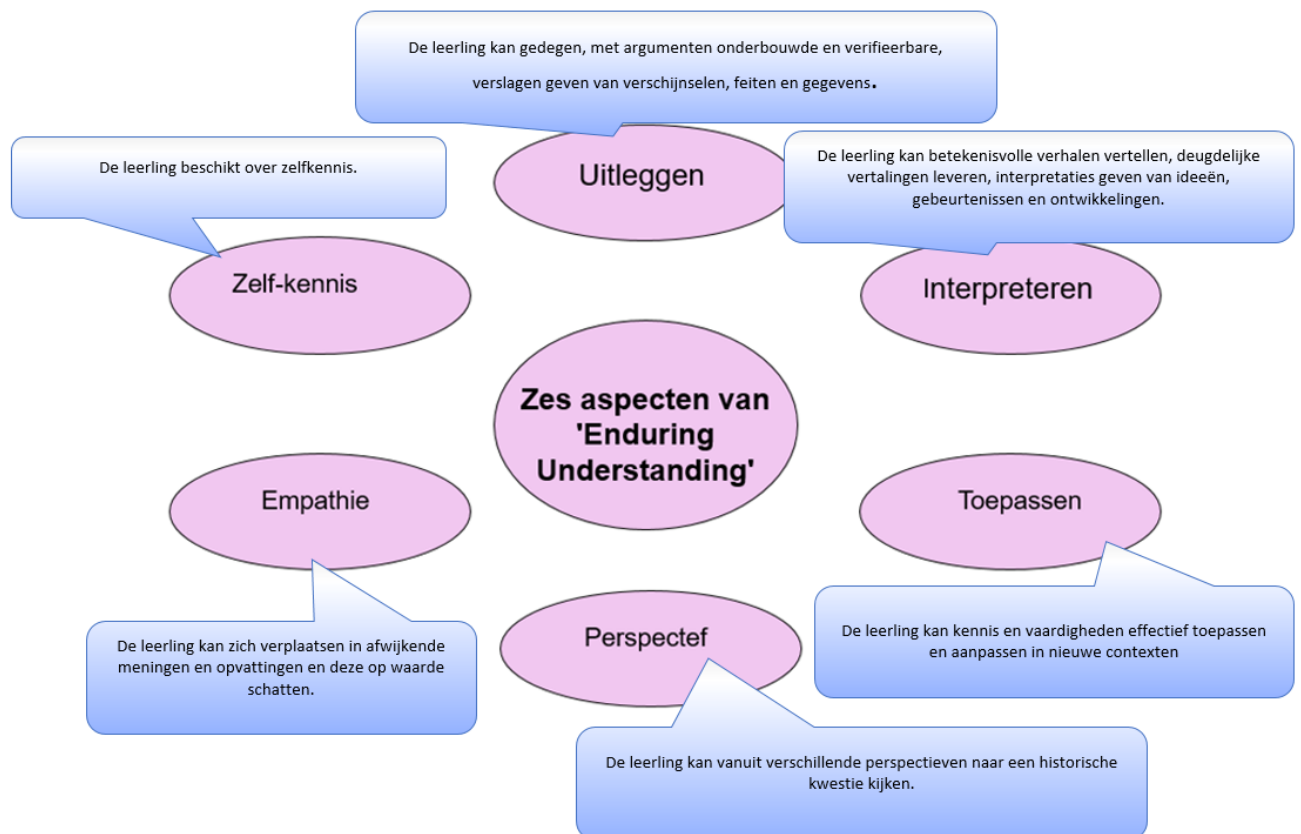 De leerling kan gedegen, met argumenten onderbouwde en verifieerbare,
verslagen geven van verschijnselen, feiten en gegevens.
Uitleggen
De leerling kan betekenisvolle verhalen vertellen, deugdelijke
vertalingen leveren, interpretaties geven van ideeën,
gebeurtenissen en ontwikkelingen.
Interpreteren
De leerling beschikt over zelfkennis.
Zelf-kennis
Zes aspecten van
'Enduring
Understanding'
Empathie
De leerling kan zich verplaatsen in afwijkende
meningen en opvattingen en deze op waarde
schatten.
Toepassen
De leerling kan kennis en vaardigheden effectief toepassen
en aanpassen in nieuwe contexten
Perspectef
De leerling kan vanuit verschillende perspectieven naar een historische
kwestie kijken.